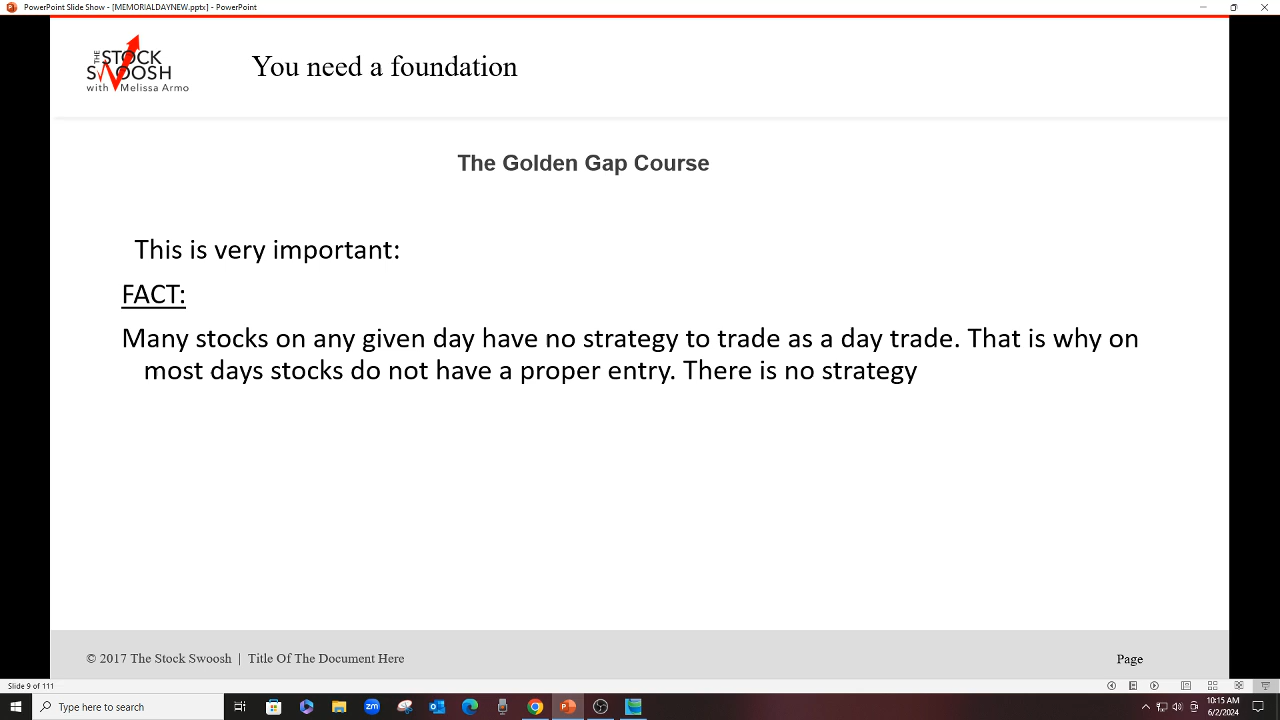 PowerPoint Slide Show - [MEMORIALDAYNEW.pptx] - PowerPoint
THE STOCK
SWOOSH
with Melissa Armo
You need a foundation
The Golden Gap Course
This is very important:
FACT:
Many stocks on any given day have no strategy to trade as a day trade. That is why on
most days stocks do not have a proper entry. There is no strategy
© 2017 The Stock Swoosh | Title Of The Document Here
Page
Slide 9 of 111
Type here to search
zm
10:15 AM
6/2/2024